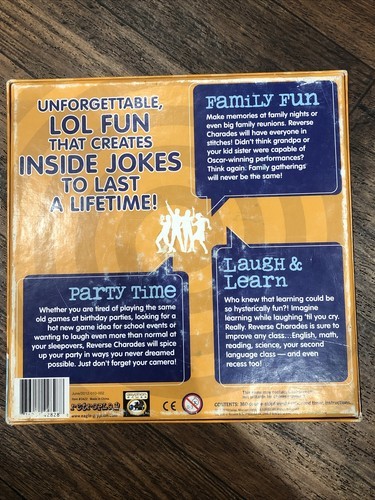 UNFORGETTABLE,
LOL FUN
THAT CREATES
INSIDE JOKES
TO LAST
A LIFETIME!
FAMILY FUN
Make memories at family nights or
even big family reunions. Reverse
Charades will have everyone in
stitches! Didn't think grandpa or
your kid sister were capable of
Oscar-winning performances?
Think again. Family gatherings
will never be the same!
PARTY TIME
Whether you are tired of playing the same
old games at birthday parties, looking for a
hot new game idea for school events or
wanting to laugh even more than normal at
your sleepovers, Reverse Charades will spice
up your party in ways you never dreamed
possible. Just don't forget your camera!
LAUGH &
LEARN
Who knew that learning could be
so hysterically fun?! Imagine
learning while laughing 'til you cry.
Really. Reverse Charades is sure to
improve any class...English, math,
reading, science, your second
language class — and even
recess too!
CE
CONTENTS: